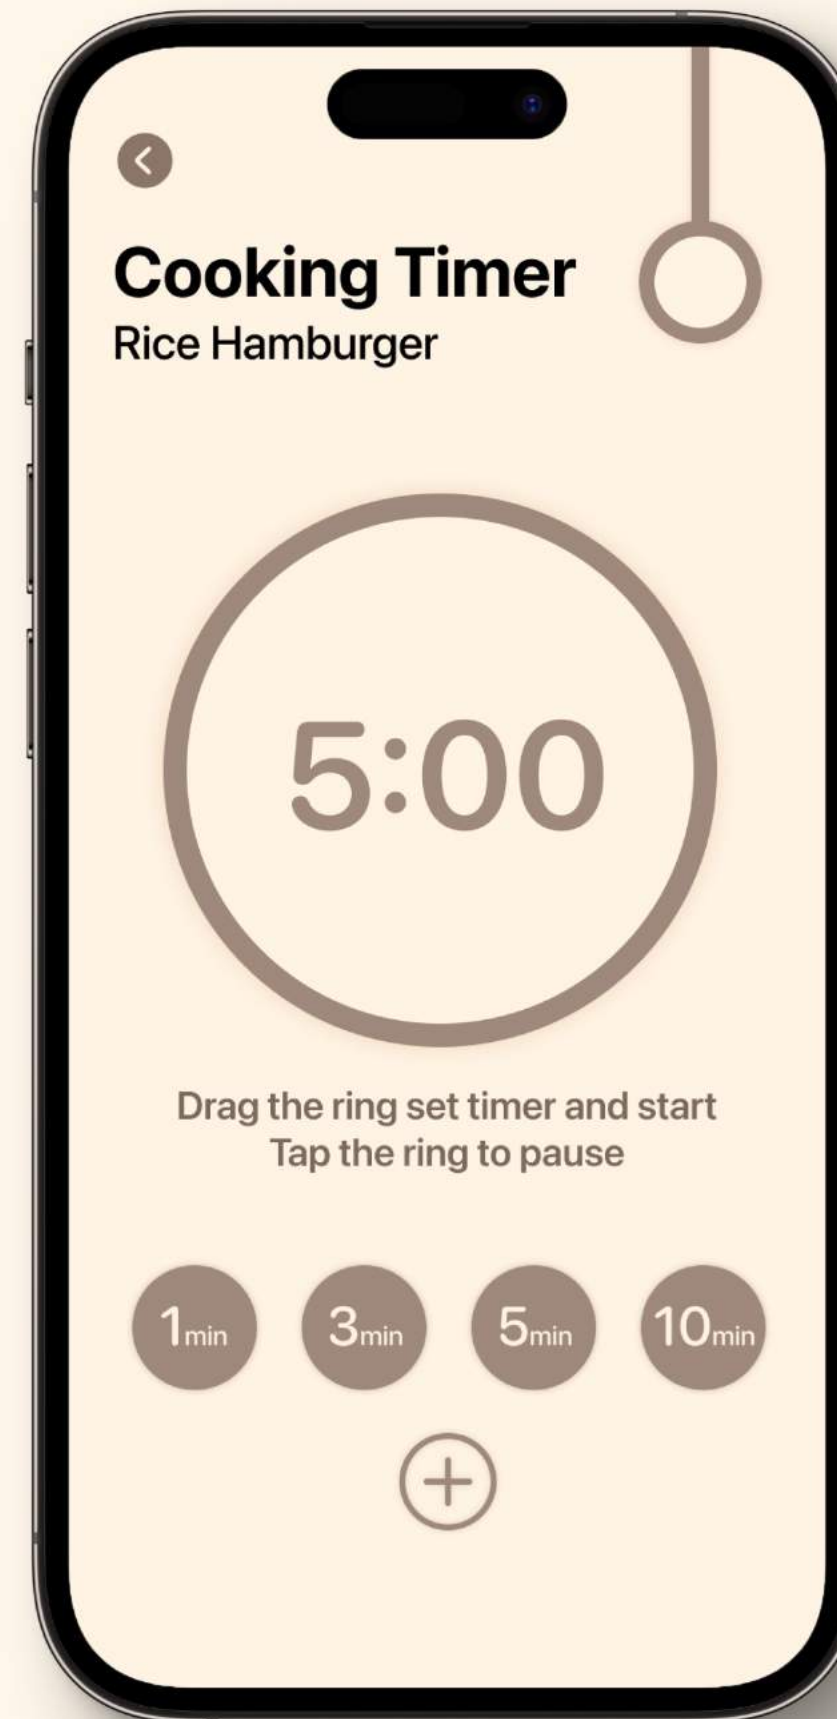 Cooking Timer
Rice Hamburger
5:00
Drag the ring set timer and start
Tap the ring to pause
1min 3min 5min 10min